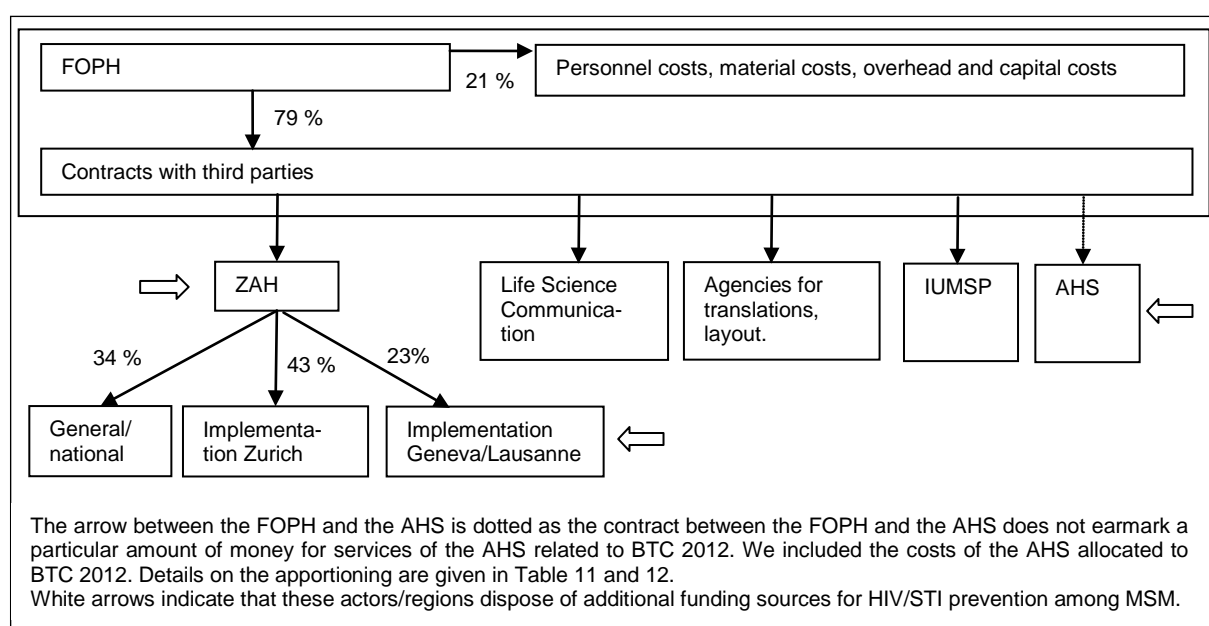 FOPH
Personnel costs, material costs, overhead and capital costs
21 %
79 %
Contracts with third parties
ZAH
Life Science
Communica-
tion
Agencies for
translations,
layout.
IUMSP
AHS
34 %
43 %
23%
General/
national
Implementa-
tion Zurich
Implementation
Geneva/Lausanne
The arrow between the FOPH and the AHS is dotted as the contract between the FOPH and the AHS does not earmark a
particular amount of money for services of the AHS related to BTC 2012. We included the costs of the AHS allocated to
BTC 2012. Details on the apportioning are given in Table 11 and 12.
White arrows indicate that these actors/regions dispose of additional funding sources for HIV/STI prevention among MSM.